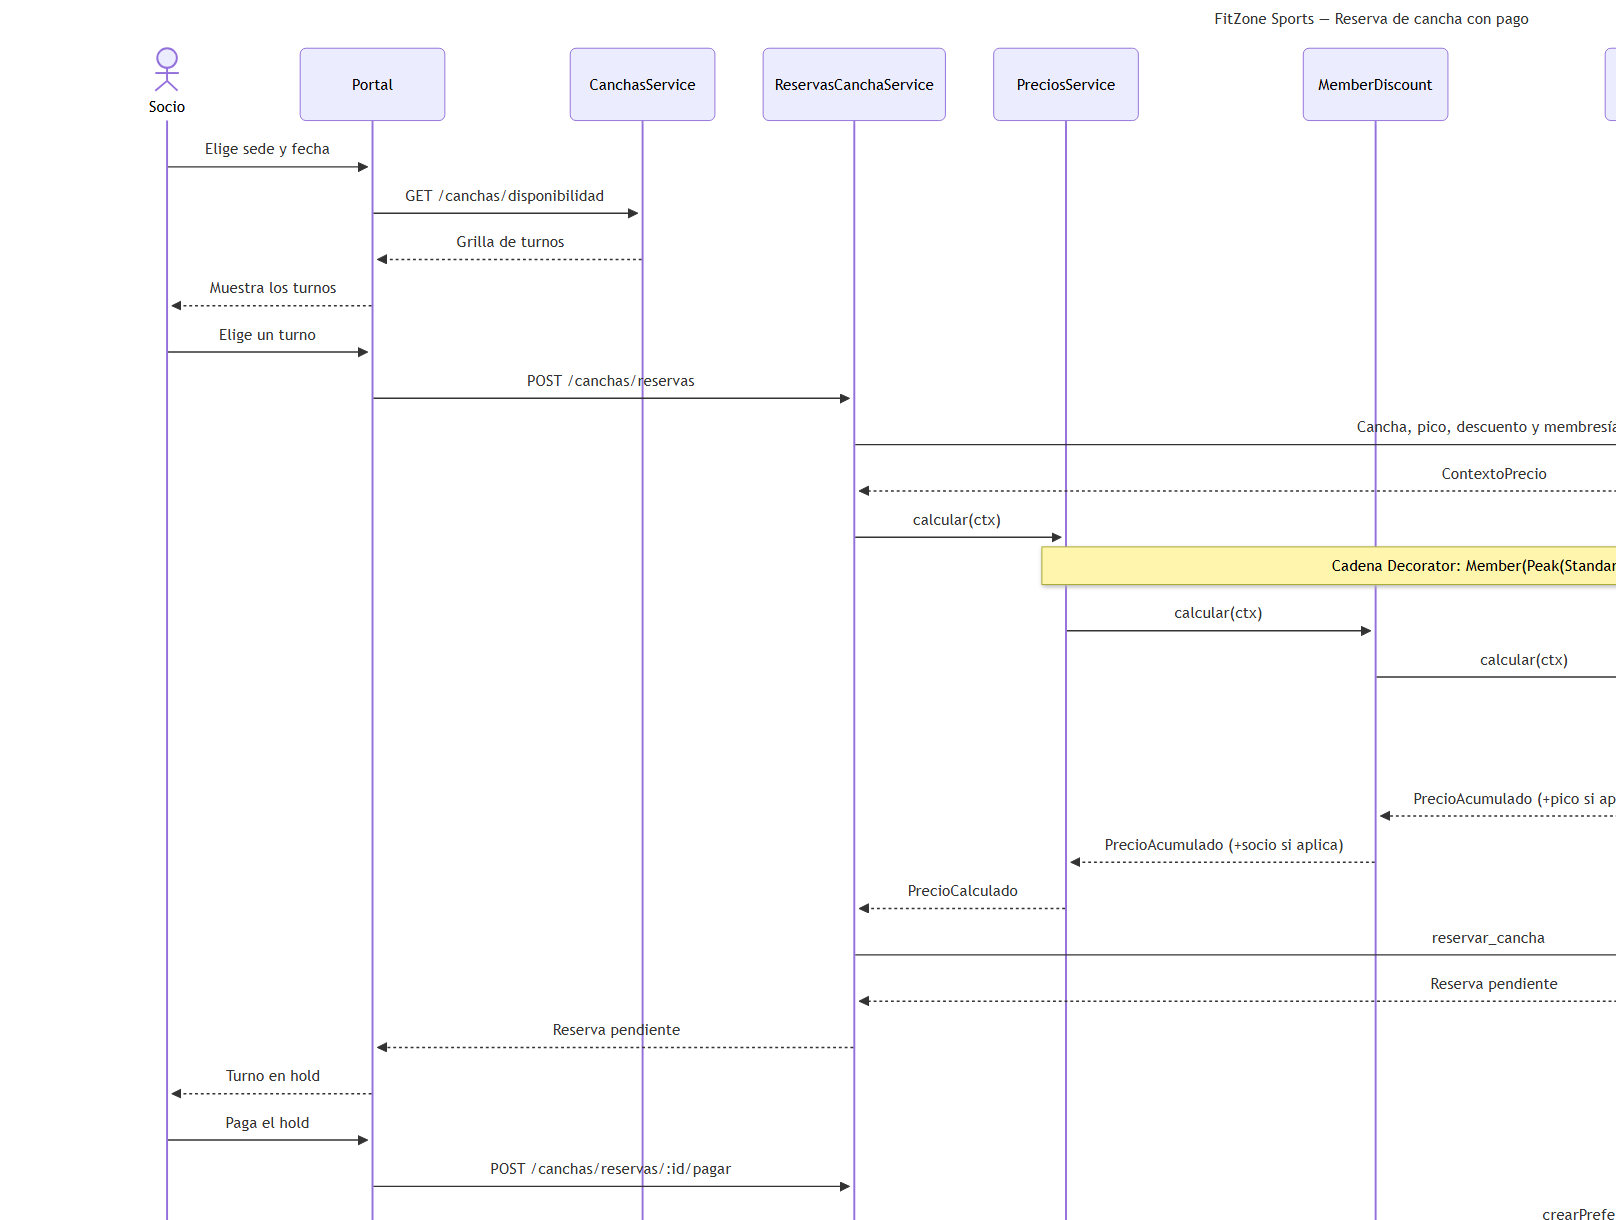 FitZone Sports — Reserva de cancha con pago
Socio
Portal
CanchasService
ReservasCanchaService
PreciosService
MemberDiscount
Elige sede y fecha
GET /canchas/disponibilidad
Grilla de turnos
Muestra los turnos
Elige un turno
POST /canchas/reservas
Cancha, pico, descuento y membresía
ContextoPrecio
calcular(ctx)
Cadena Decorator: Member(Peak(Standar
calcular(ctx)
calcular(ctx)
PrecioAcumulado (+pico si ap
PrecioAcumulado (+socio si aplica)
PrecioCalculado
reservar_cancha
Reserva pendiente
Reserva pendiente
Turno en hold
Paga el hold
POST /canchas/reservas/:id/pagar
crearPrefe